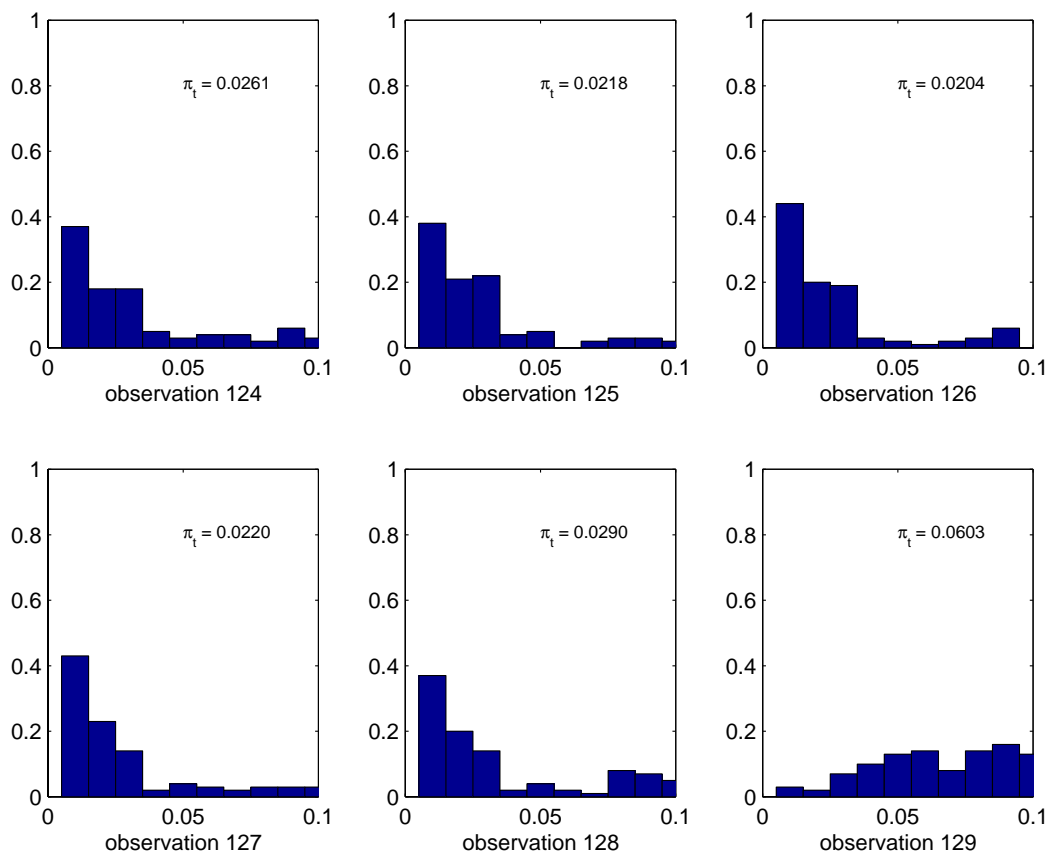 1
0.8
0.6
0.4
0.2
0
π_t = 0.0261
0 0.05 0.1
observation 124
1
0.8
0.6
0.4
0.2
0
π_t = 0.0218
0 0.05 0.1
observation 125
1
0.8
0.6
0.4
0.2
0
π_t = 0.0204
0 0.05 0.1
observation 126
1
0.8
0.6
0.4
0.2
0
π_t = 0.0220
0 0.05 0.1
observation 127
1
0.8
0.6
0.4
0.2
0
π_t = 0.0290
0 0.05 0.1
observation 128
1
0.8
0.6
0.4
0.2
0
π_t = 0.0603
0 0.05 0.1
observation 129